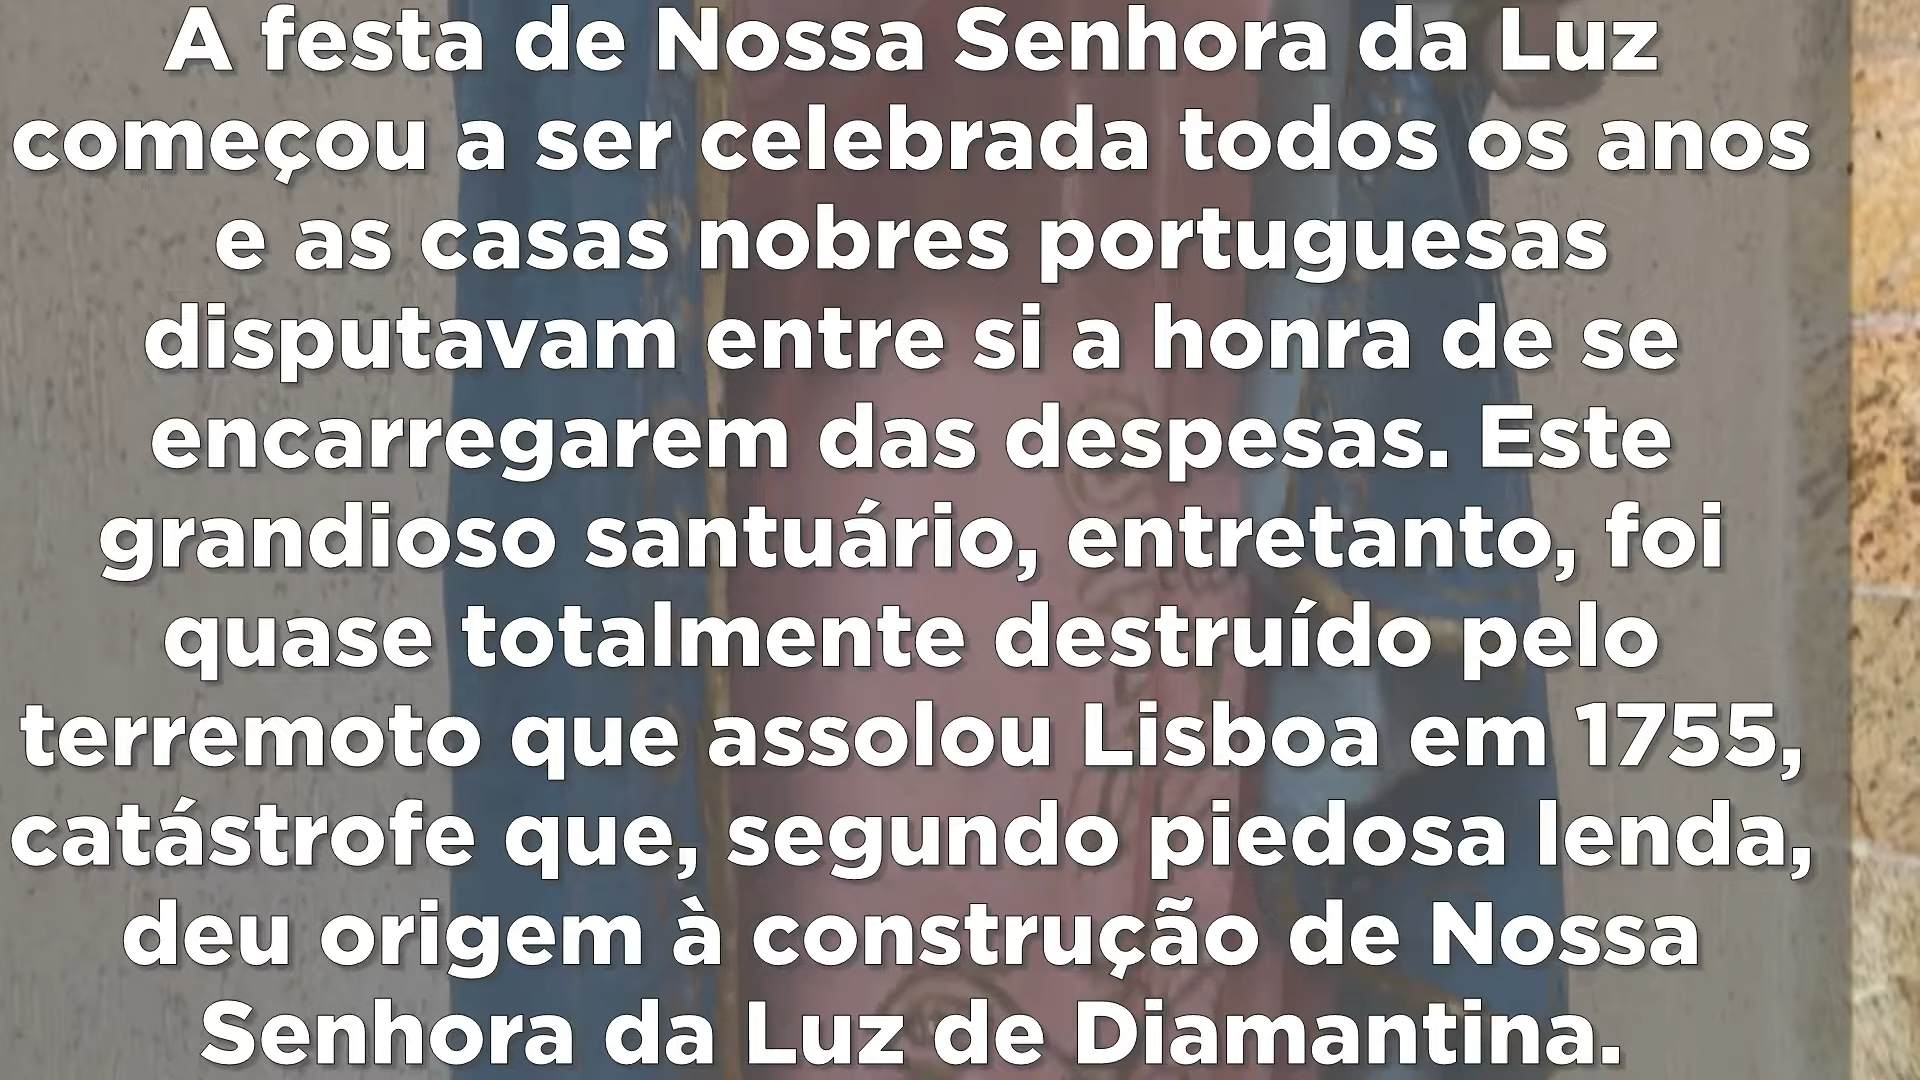 A festa de Nossa Senhora da Luz
começou a ser celebrada todos os anos
e as casas nobres portuguesas
disputavam entre si a honra de se
encarregarem das despesas. Este
grandioso santuário, entretanto, foi
quase totalmente destruído pelo
terremoto que assolou Lisboa em 1755,
catástrofe que, segundo piedosa lenda,
deu origem à construção de Nossa
Senhora da Luz de Diamantina.